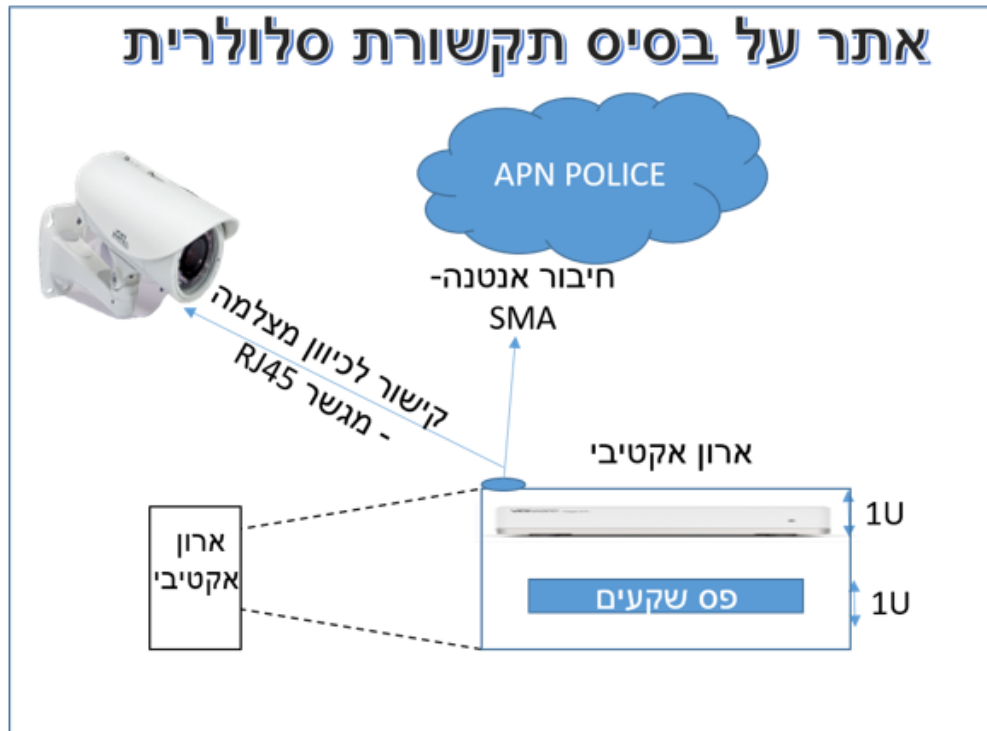 אתר על בסיס תקשורת סלולרית
APN POLICE
חיבור אנטנה-
SMA
קישור לכיוון מצלמה
- מגשר RJ45
ארון אקטיבי
1U
ארון
אקטיבי
פס שקעים
1U